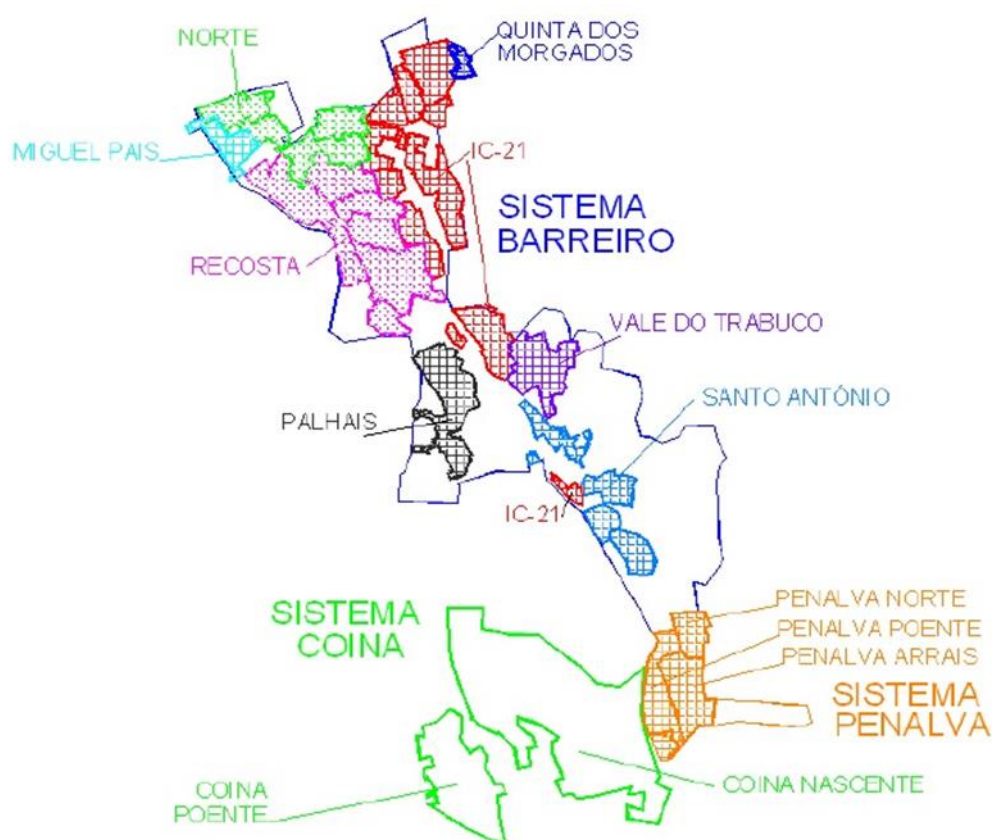 NORTE
QUINTA DOS
MORGADOS
MIGUEL PAIS
IC-21
SISTEMA
BARREIRO
RECOSTA
VALE DO TRABUCO
PALHAIS
SANTO ANTÓNIO
IC-21
SISTEMA
COINA
PENALVA NORTE
PENALVA POENTE
PENALVA ARRAIS
SISTEMA
PENALVA
COINA
POENTE
COINA NASCENTE